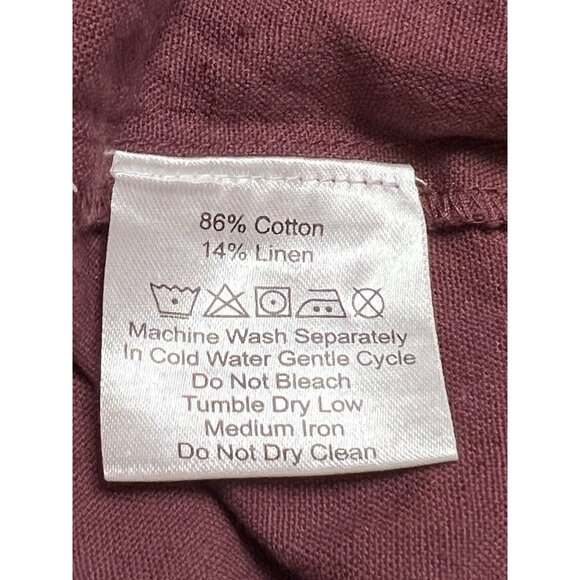 86% Cotton
14% Linen
Machine Wash Separately
In Cold Water Gentle Cycle
Do Not Bleach
Tumble Dry Low
Medium Iron
Do Not Dry Clean